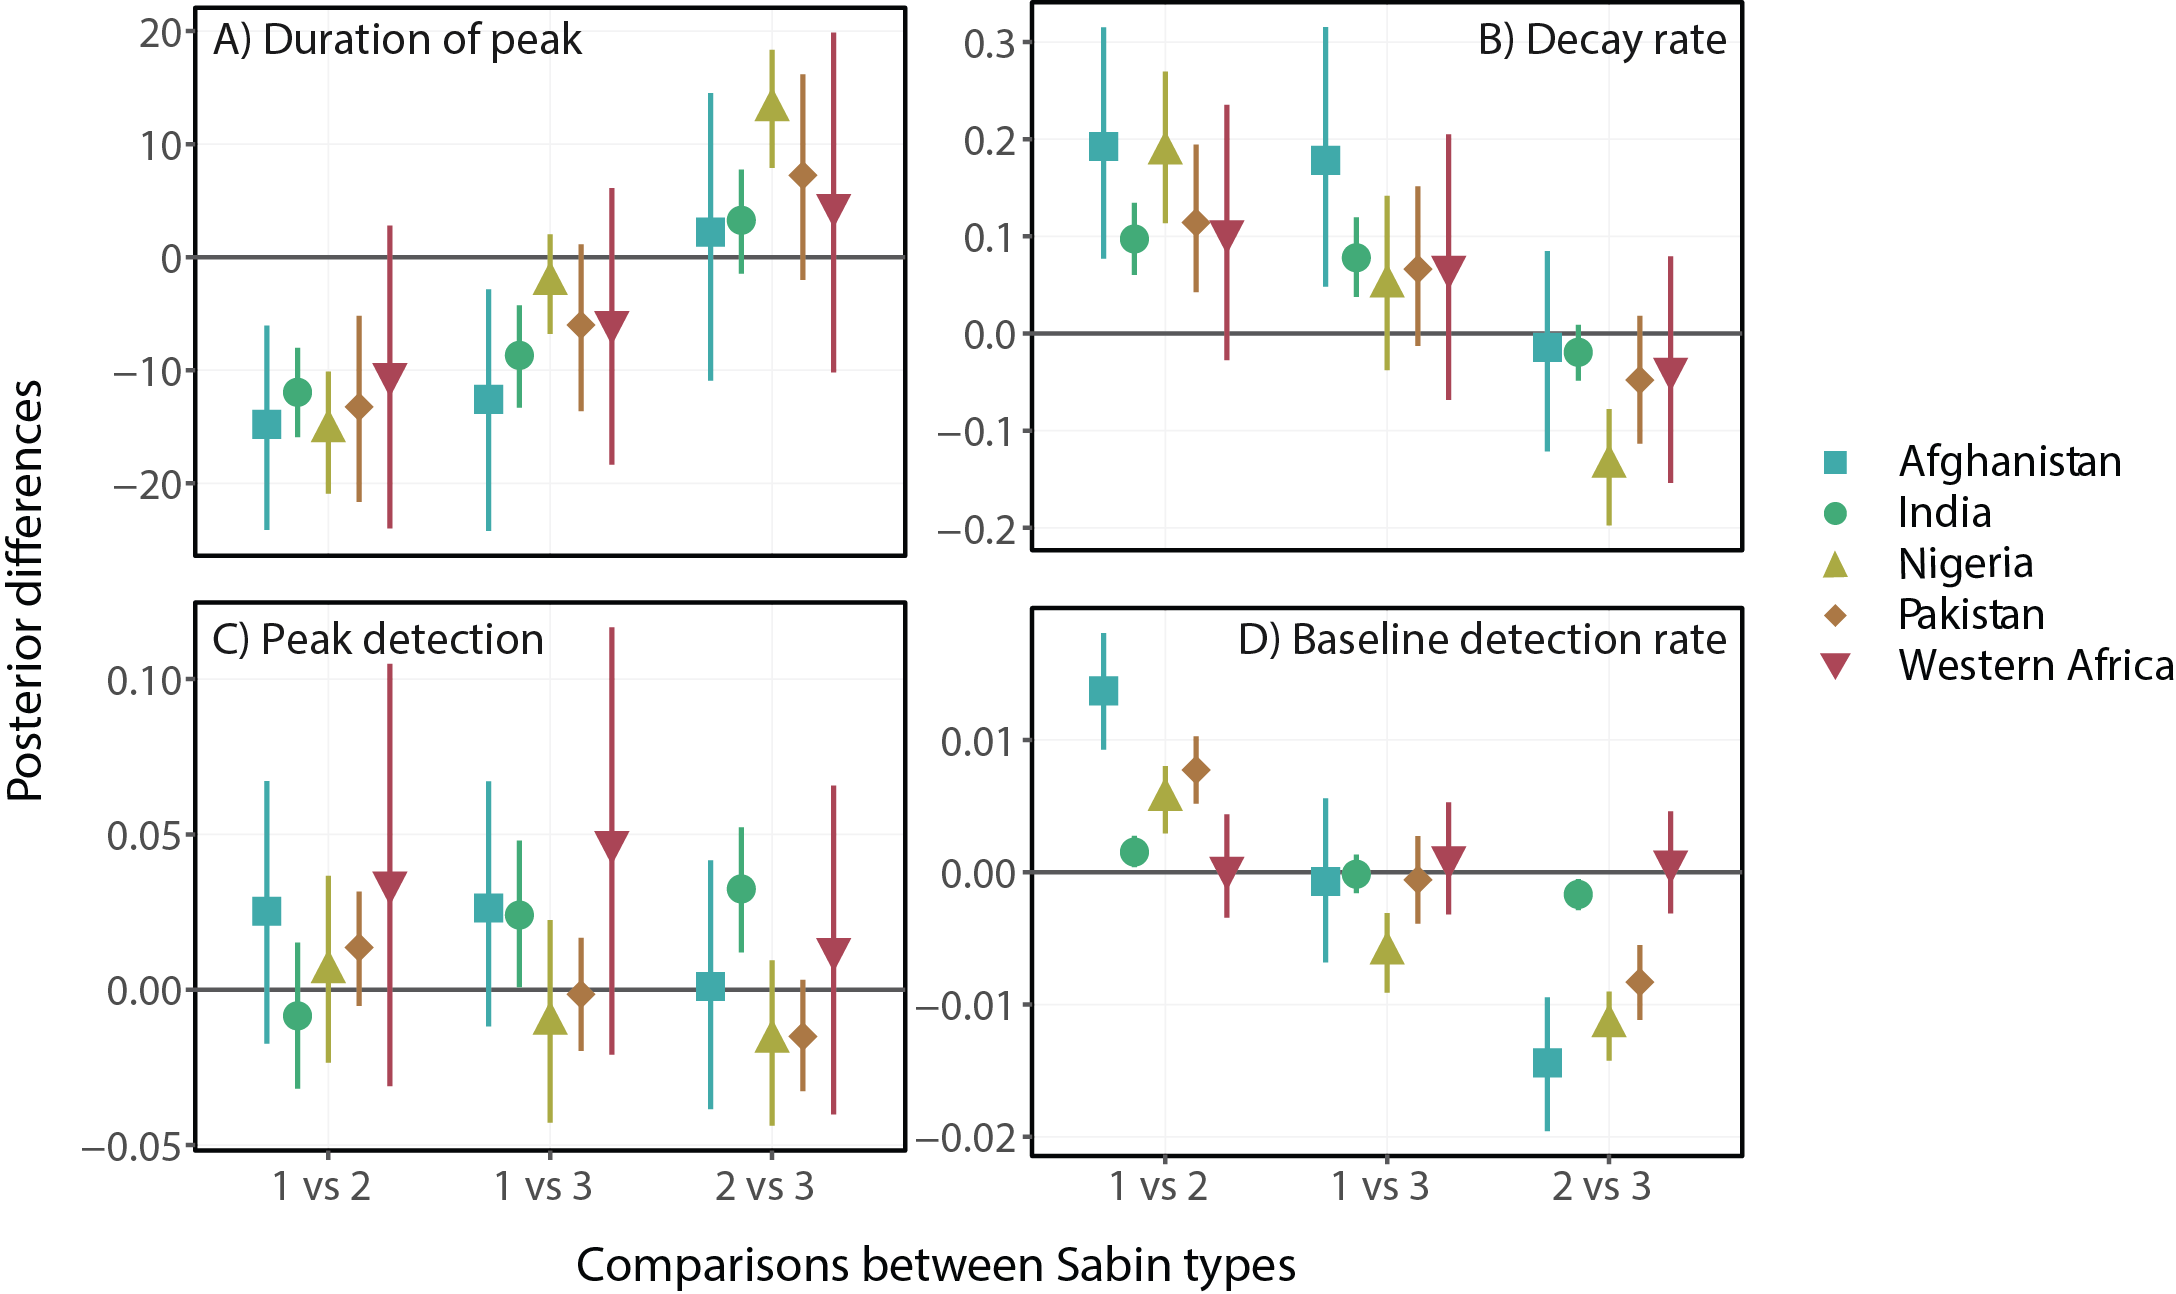 Posterior differences
A) Duration of peak
20
10
0
−10
−20
B) Decay rate
0.3
0.2
0.1
0.0
−0.1
−0.2
C) Peak detection
0.10
0.05
0.00
−0.05
1 vs 2
1 vs 3
2 vs 3
D) Baseline detection rate
0.01
0.00
−0.01
−0.02
1 vs 2
1 vs 3
2 vs 3
Comparisons between Sabin types
Afghanistan
India
Nigeria
Pakistan
Western Africa